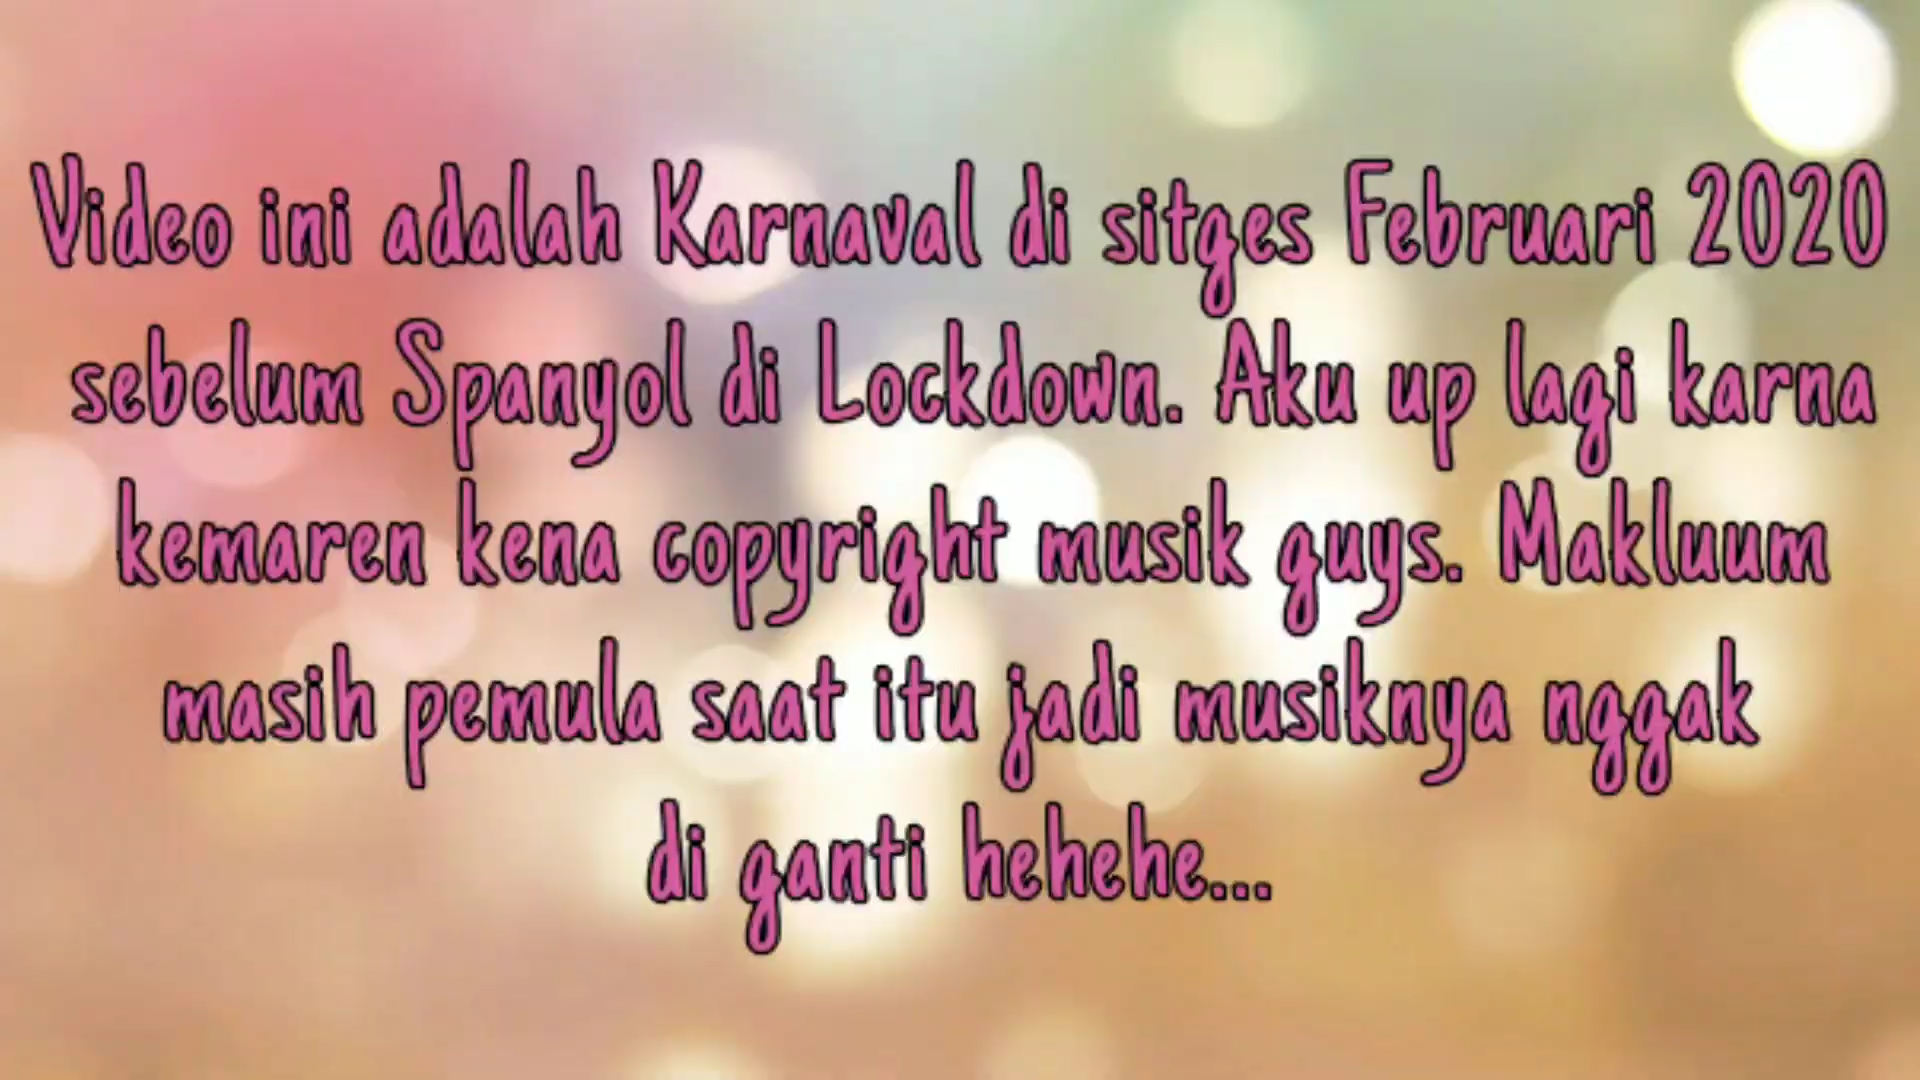 Video ini adalah Karnaval di sitges Februari 2020
sebelum Spanyol di Lockdown. Aku up lagi karna
kemaren kena copyright musik guys. Makluum
masih pemula saat itu jadi musiknya nggak
di ganti hehehe...